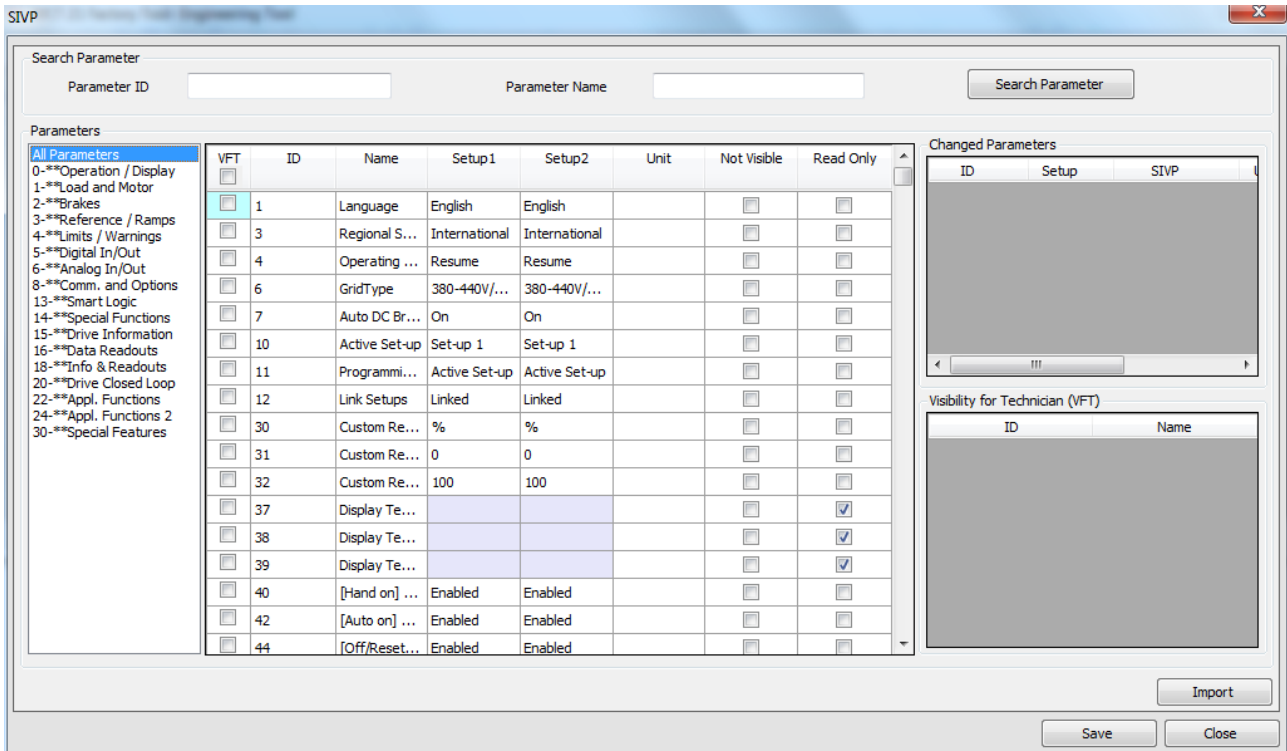 SIVP
Search Parameter
Parameter ID Parameter Name Search Parameter
Parameters
All Parameters
0-**Operation / Display
1-**Load and Motor
2-**Brakes
3-**Reference / Ramps
4-**Limits / Warnings
5-**Digital In/Out
6-**Analog In/Out
8-**Comm. and Options
13-**Smart Logic
14-**Special Functions
15-**Drive Information
16-**Data Readouts
18-**Info & Readouts
20-**Drive Closed Loop
22-**Appl. Functions
24-**Appl. Functions 2
30-**Special Features
VFT ID Name Setup1 Setup2 Unit Not Visible Read Only
1 Language English English
3 Regional S... International International
4 Operating ... Resume Resume
6 GridType 380-440V/... 380-440V/...
7 Auto DC Br... On On
10 Active Set-up Set-up 1 Set-up 1
11 Programmi... Active Set-up Active Set-up
12 Link Setups Linked Linked
30 Custom Re... % %
31 Custom Re... 0 0
32 Custom Re... 100 100
37 Display Te...
38 Display Te...
39 Display Te...
40 [Hand on] ... Enabled Enabled
42 [Auto on] ... Enabled Enabled
44 [Off/Reset... Enabled Enabled
Changed Parameters
ID Setup SIVP
Visibility for Technician (VFT)
ID Name
Import
Save Close